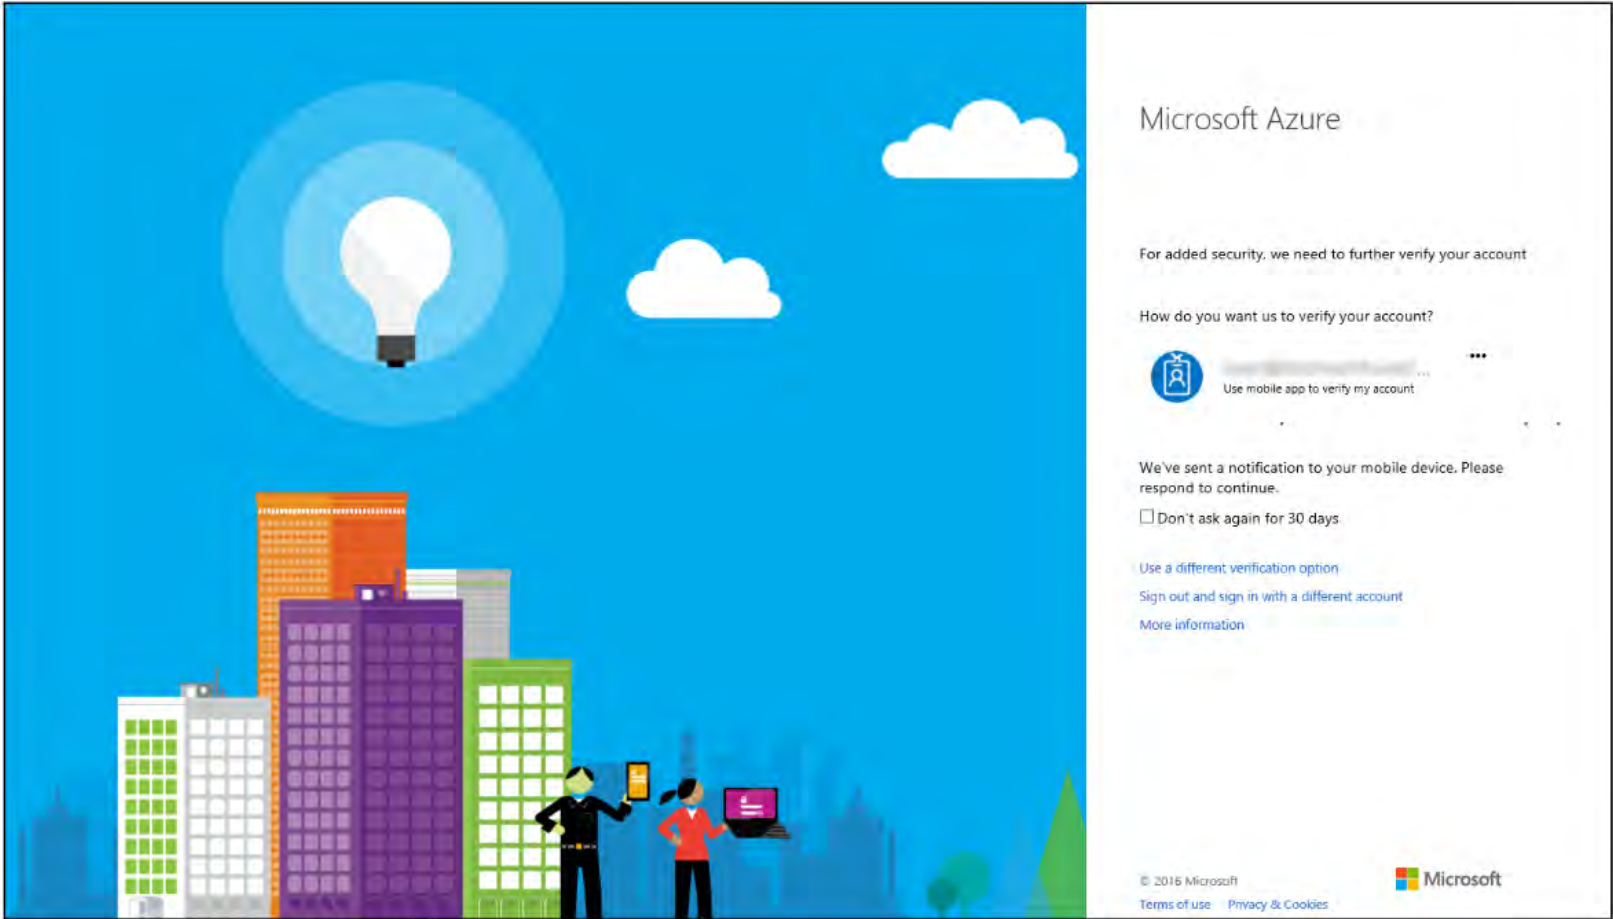 Microsoft Azure
For added security, we need to further verify your account
How do you want us to verify your account?
...
Use mobile app to verify my account
We've sent a notification to your mobile device. Please
respond to continue.
Don't ask again for 30 days
Use a different verification option
Sign out and sign in with a different account
More information
© 2016 Microsoft
Microsoft
Terms of use Privacy & Cookies